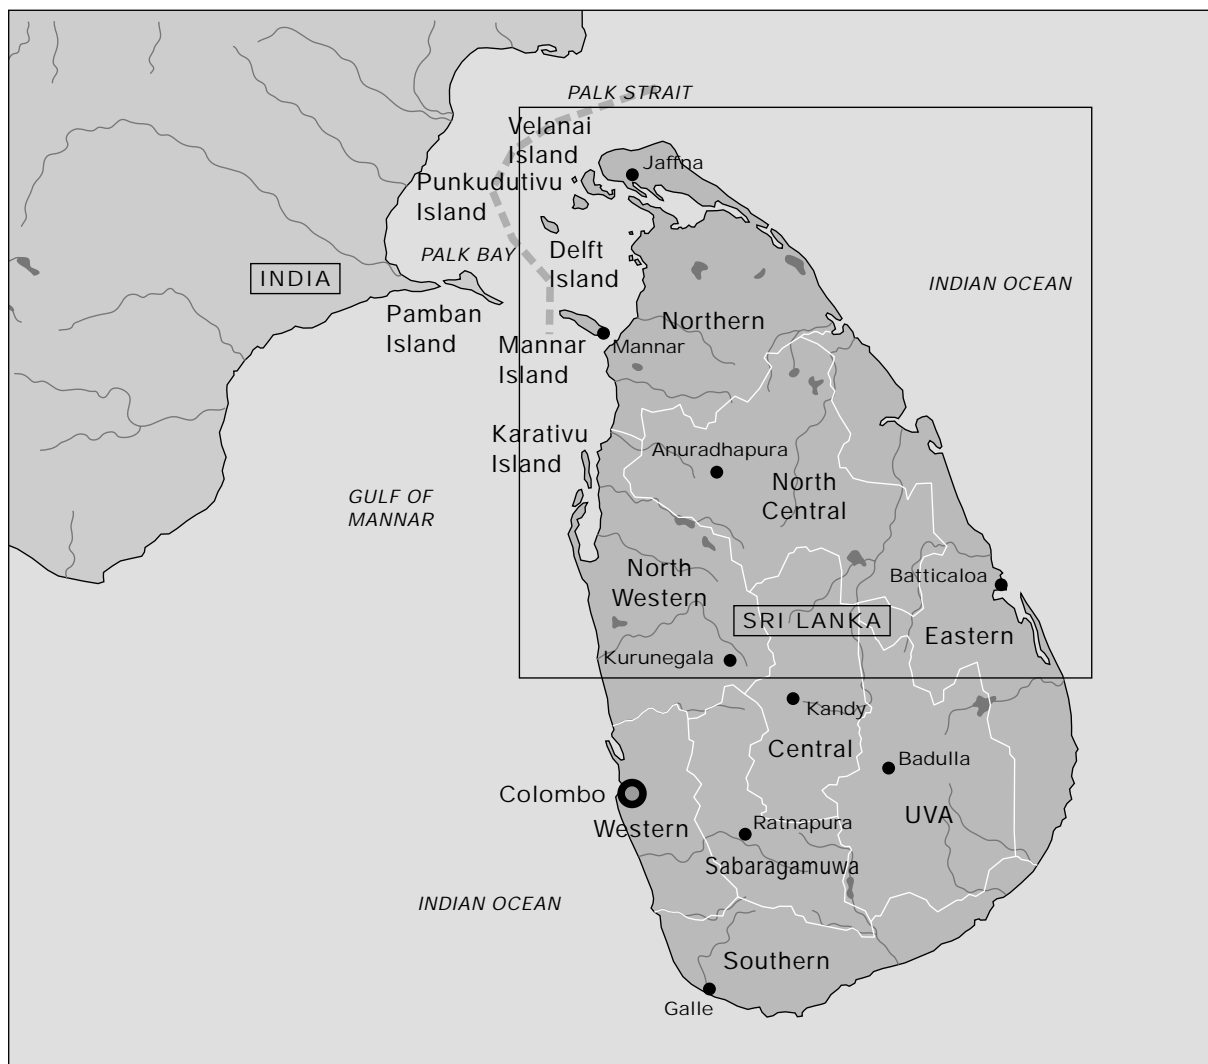 PALK STRAIT
Velanai
Island
Jaffna
Punkudutivu
Island
PALK BAY
Delft
Island
INDIA
INDIAN OCEAN
Pamban
Island
Northern
Mannar
Island
Mannar
Karativu
Island
Anuradhapura
North
Central
GULF OF
MANNAR
North
Western
Batticaloa
SRI LANKA
Eastern
Kurunegala
Kandy
Central
Badulla
Colombo
UVA
Western
Ratnapura
Sabaragamuwa
INDIAN OCEAN
Southern
Galle